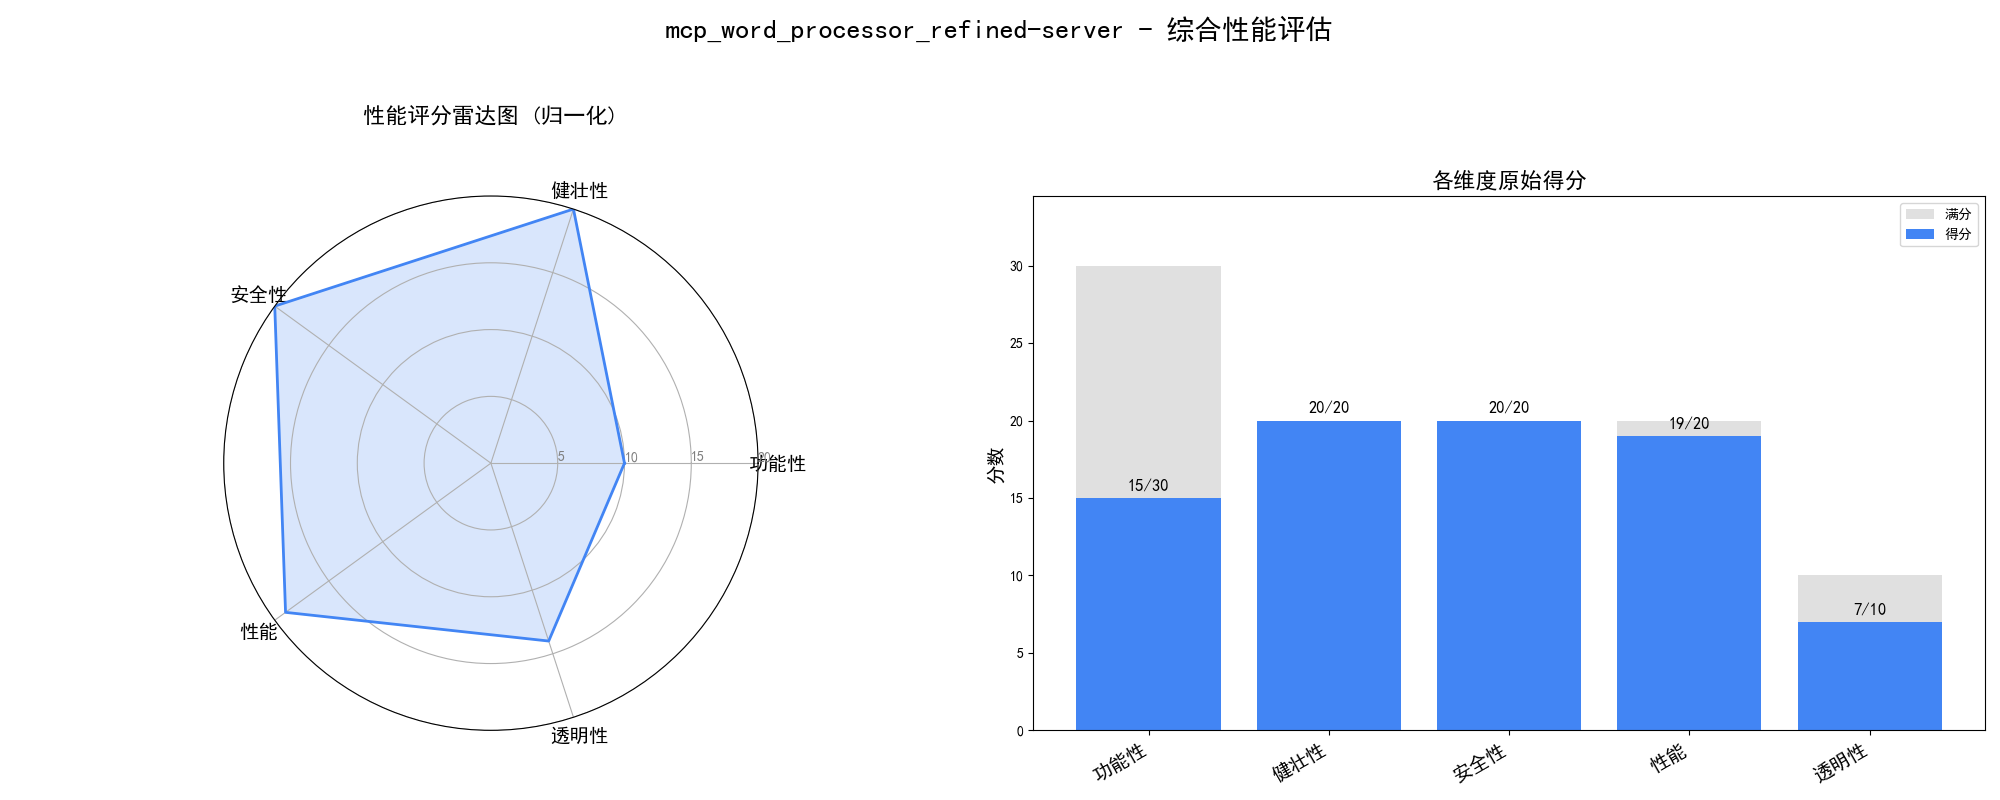 mcp_word_processor_refined-server - 综合性能评估
性能评分雷达图 (归一化)
健壮性
安全性
功能性
性能
透明性
5
10
15
20
各维度原始得分
满分
得分
分数
30
25
20
15
10
5
0
15/30
20/20
20/20
19/20
7/10
功能性
健壮性
安全性
性能
透明性